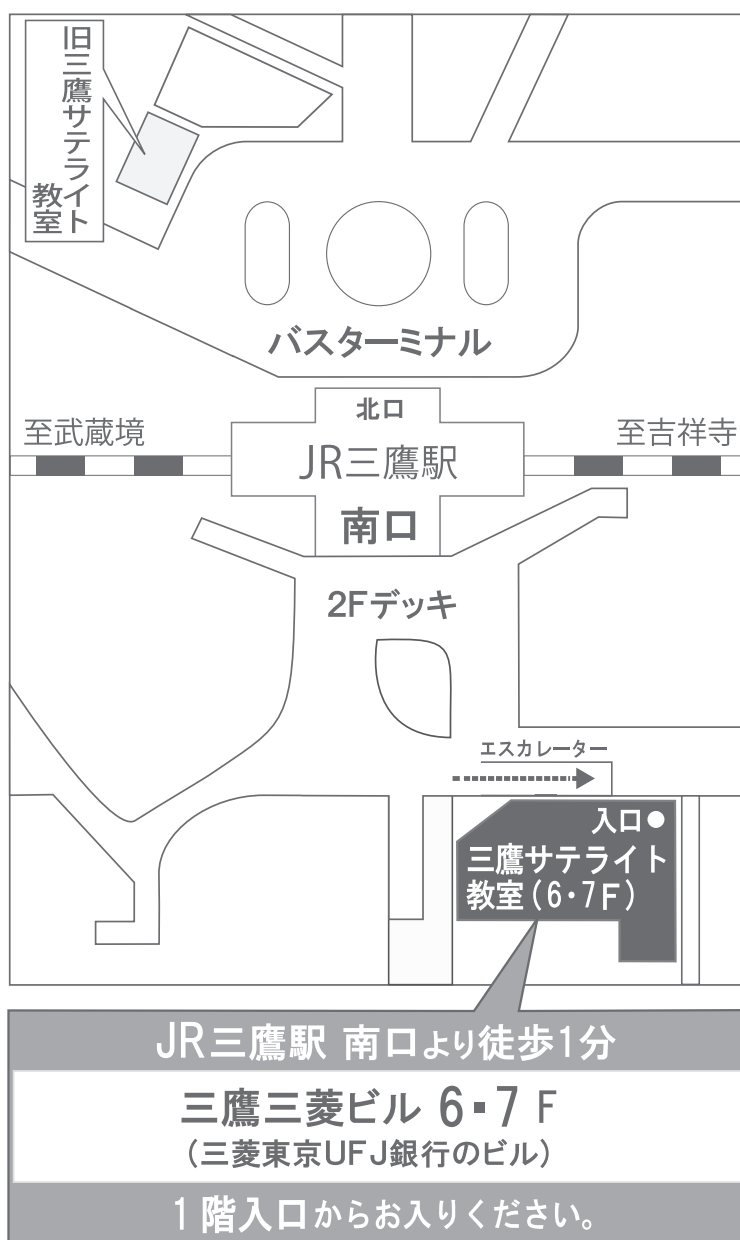 旧三鷹サテライト
教室
バスターミナル
北口
至武蔵境
至吉祥寺
JR三鷹駅
南口
2Fデッキ
エスカレーター
入口
三鷹サテライト
教室(6・7F)
JR三鷹駅 南口より徒歩1分
三鷹三菱ビル 6・7 F
(三菱東京UFJ銀行のビル)
1階入口からお入りください。